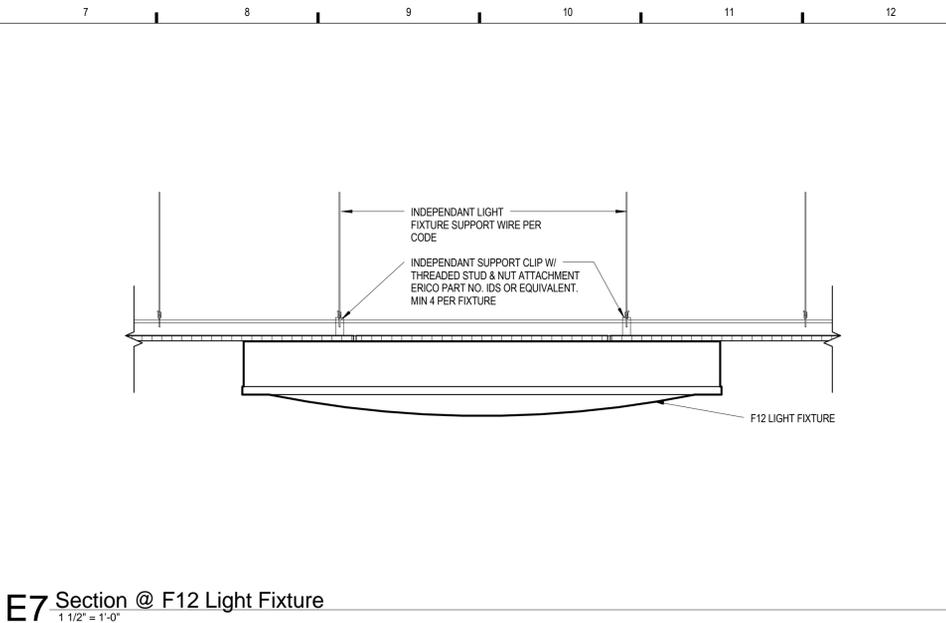 7 8 9 10 11 12
INDEPENDANT LIGHT
FIXTURE SUPPORT WIRE PER
CODE
INDEPENDANT SUPPORT CLIP W/
THREADED STUD & NUT ATTACHMENT
ERICO PART NO. IDS OR EQUIVALENT.
MIN 4 PER FIXTURE
F12 LIGHT FIXTURE
E7 Section @ F12 Light Fixture
1 1/2" = 1'-0"